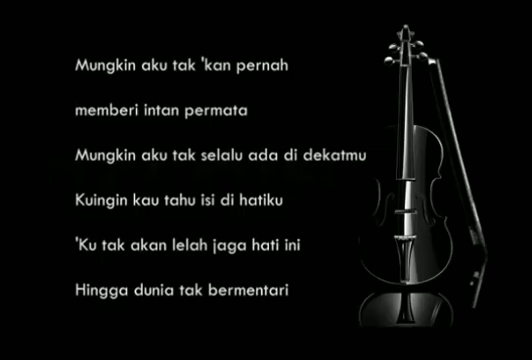 Mungkin aku tak 'kan pernah
memberi intan permata
Mungkin aku tak selalu ada di dekatmu
Kuingin kau tahu isi di hatiku
'Ku tak akan lelah jaga hati ini
Hingga dunia tak bermentari